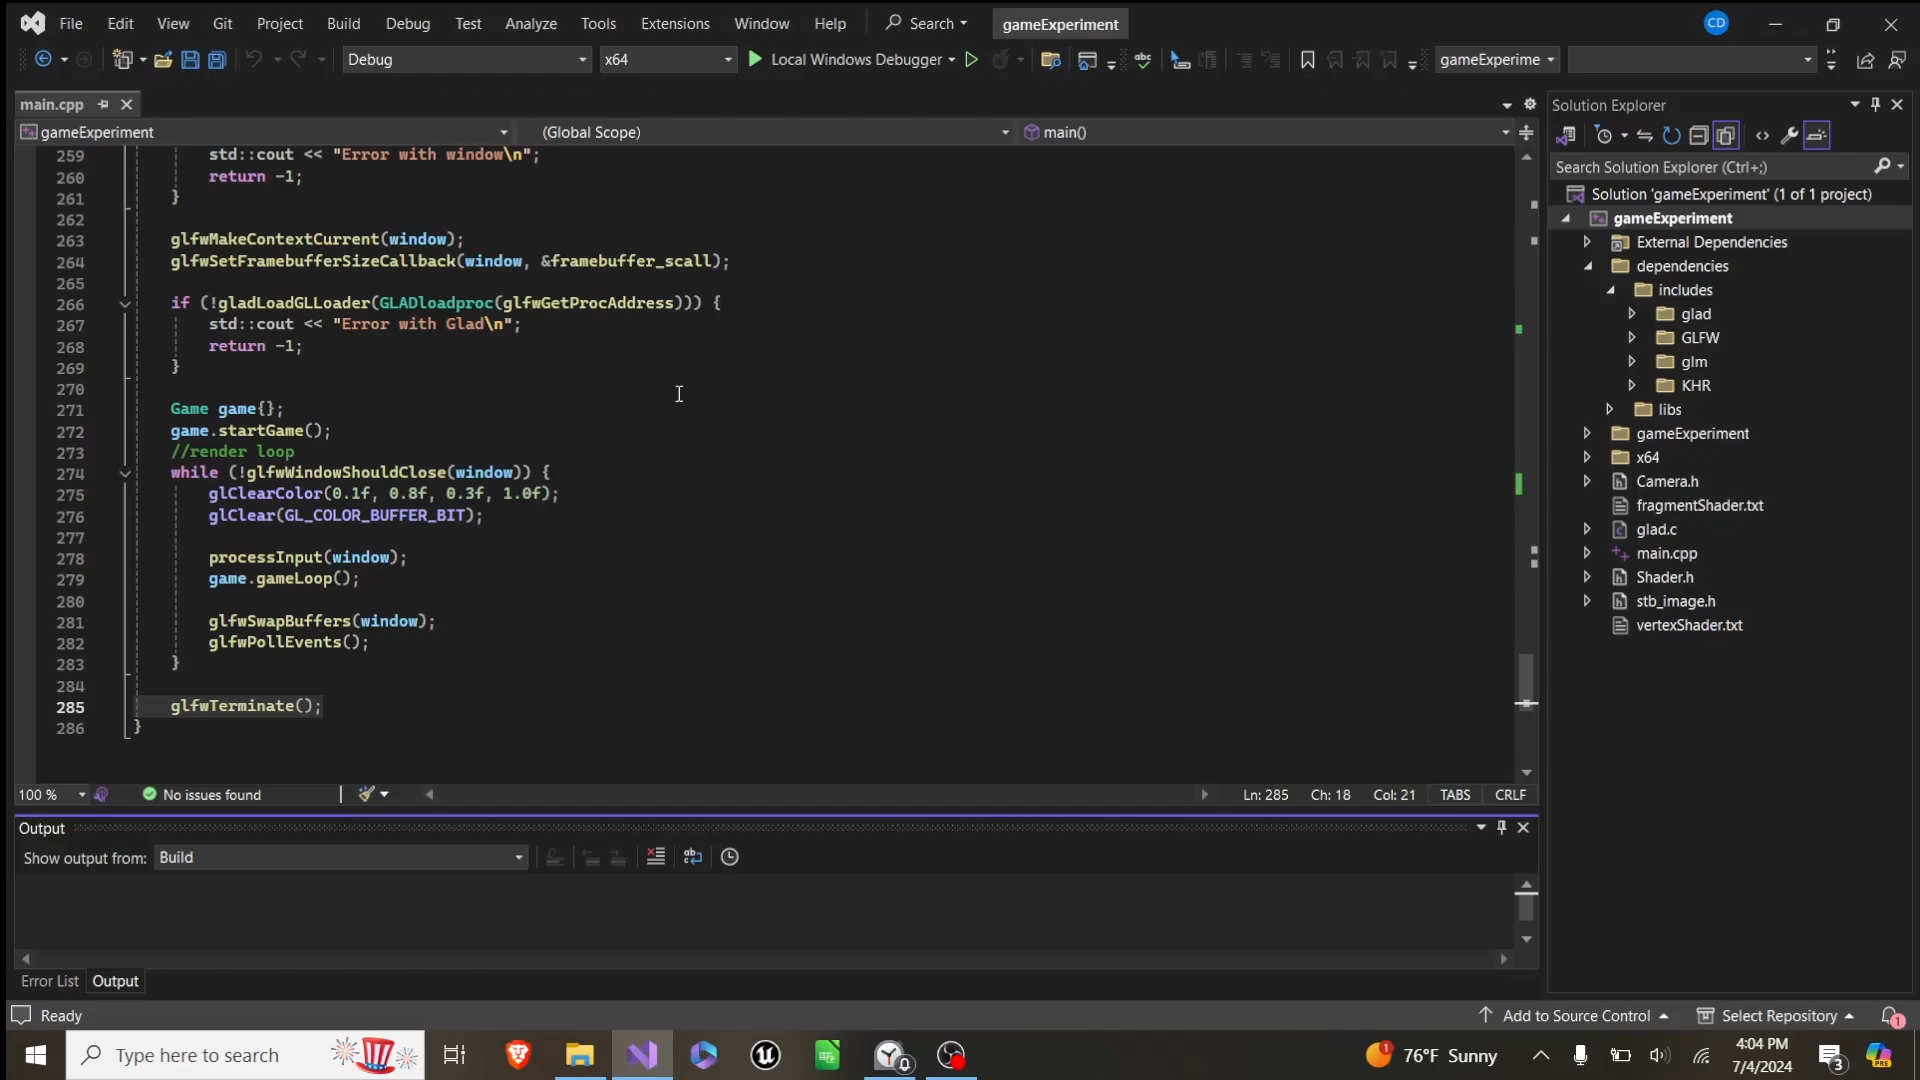 File Edit View Git Project Build Debug Test Analyze Tools Extensions Window Help Search gameExperiment CD
Debug x64 Local Windows Debugger gameExperime
main.cpp
gameExperiment (Global Scope) main()
259 std::cout << "Error with window\n";
260 return -1;
261 }
262
263 glfwMakeContextCurrent(window);
264 glfwSetFramebufferSizeCallback(window, &framebuffer_scall);
265
266 if (!gladLoadGLLoader(GLADloadproc(glfwGetProcAddress))) {
267 std::cout << "Error with Glad\n";
268 return -1;
269 }
270
271 Game game{};
272 game.startGame();
273 //render loop
274 while (!glfwWindowShouldClose(window)) {
275 glClearColor(0.1f, 0.8f, 0.3f, 1.0f);
276 glClear(GL_COLOR_BUFFER_BIT);
277
278 processInput(window);
279 game.gameLoop();
280
281 glfwSwapBuffers(window);
282 glfwPollEvents();
283 }
284
285 glfwTerminate();
286 }
100 % No issues found Ln: 285 Ch: 18 Col: 21 TABS CRLF
Output
Show output from: Build
Error List Output
Solution Explorer
Search Solution Explorer (Ctrl+;)
Solution 'gameExperiment' (1 of 1 project)
gameExperiment
External Dependencies
dependencies
includes
glad
GLFW
glm
KHR
libs
gameExperiment
x64
Camera.h
fragmentShader.txt
glad.c
main.cpp
Shader.h
stb_image.h
vertexShader.txt
Ready Add to Source Control Select Repository 1
Type here to search 1 76°F Sunny 4:04 PM 3 PRE
7/4/2024